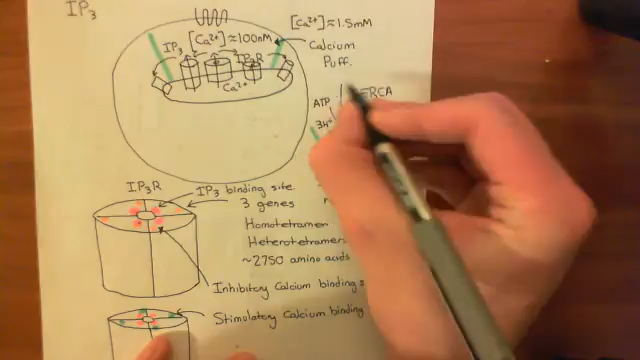 IP₃
[Ca²⁺] ≈ 1.5mM
IP₃ [Ca²⁺] ≈ 100nM
IP₃R
Calcium
Puff.
Ca²⁺
ATP
IP₃R
IP₃ binding site.
3 genes
Homotetramer
Heterotetramer
~2750 amino acids
Inhibitory Calcium binding s
Stimulatory Calcium binding